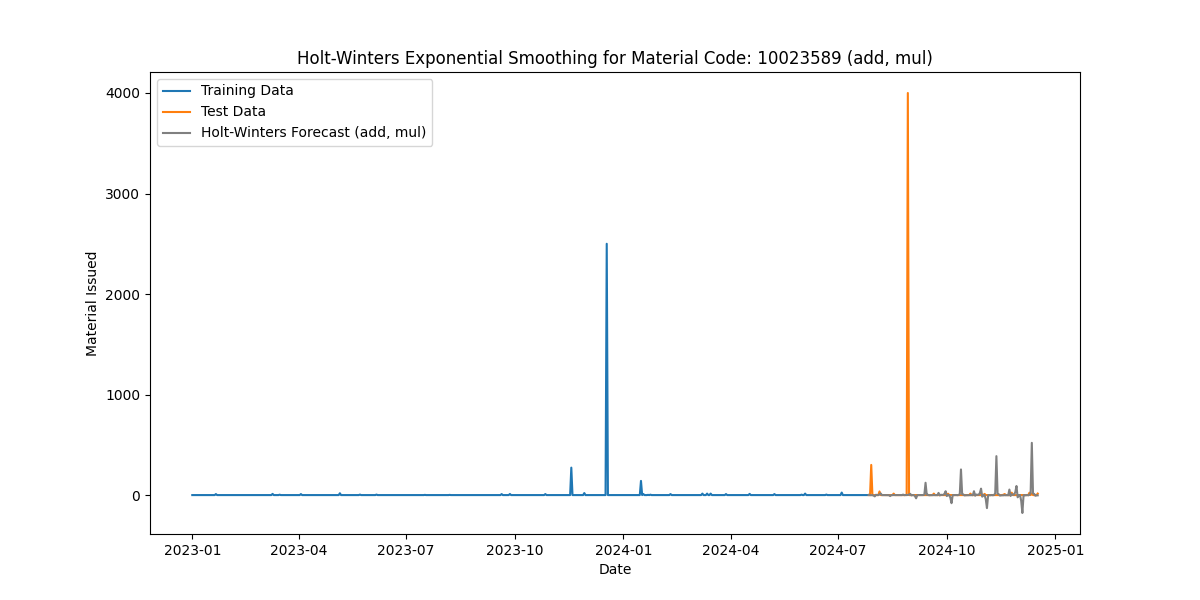 Holt-Winters Exponential Smoothing for Material Code: 10023589 (add, mul)
Training Data
Test Data
Holt-Winters Forecast (add, mul)
Material Issued
4000
3000
2000
1000
0
2023-01 2023-04 2023-07 2023-10 2024-01 2024-04 2024-07 2024-10 2025-01
Date